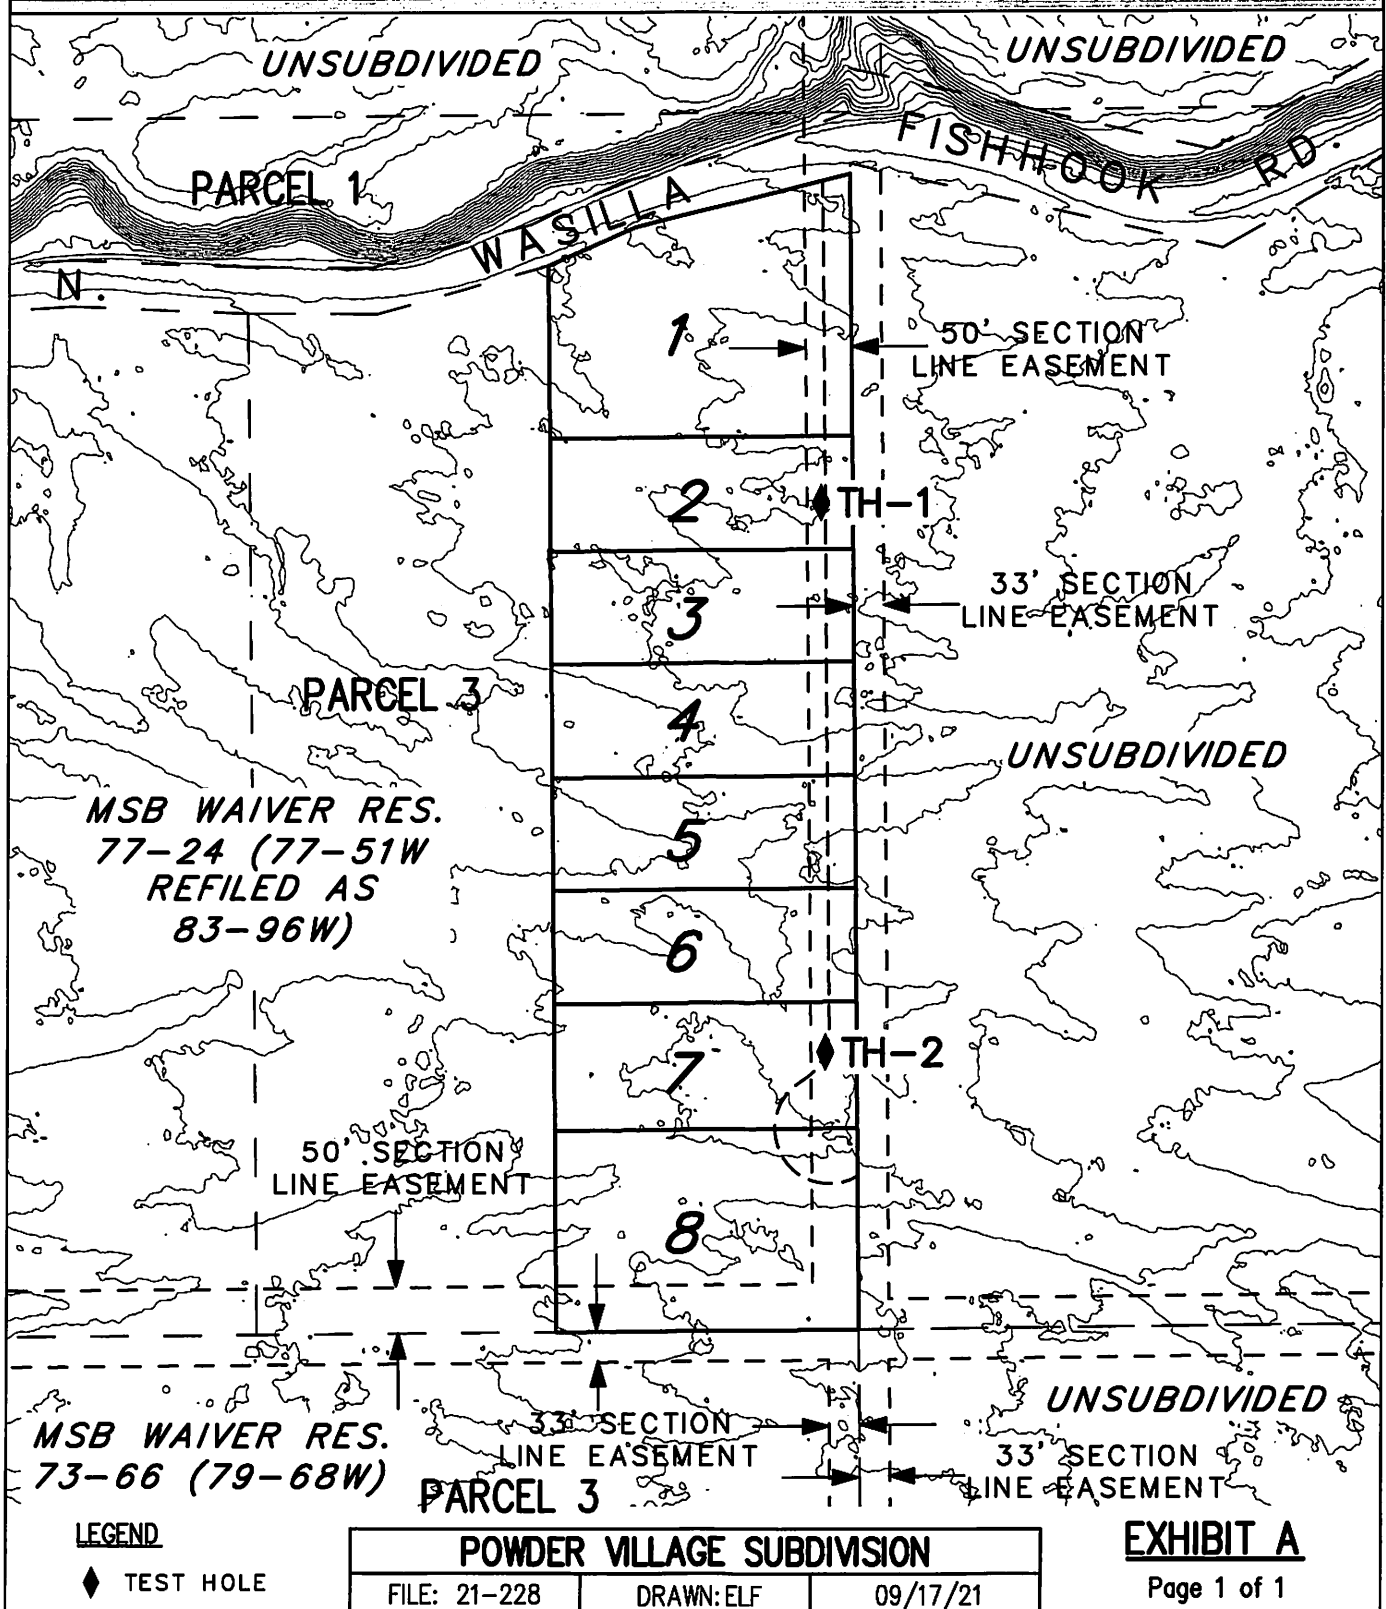 UNSUBDIVIDED
UNSUBDIVIDED
PARCEL 1
N. WASILLA FISHHOOK RD.
1
50' SECTION
LINE EASEMENT
2
TH-1
33' SECTION
LINE EASEMENT
3
PARCEL 3
4
UNSUBDIVIDED
MSB WAIVER RES.
77-24 (77-51W
REFILED AS
83-96W)
5
6
TH-2
7
50' SECTION
LINE EASEMENT
8
UNSUBDIVIDED
MSB WAIVER RES.
73-66 (79-68W)
33' SECTION
LINE EASEMENT
33' SECTION
LINE EASEMENT
PARCEL 3
LEGEND
TEST HOLE
POWDER VILLAGE SUBDIVISION
FILE: 21-228
DRAWN: ELF
09/17/21
EXHIBIT A
Page 1 of 1